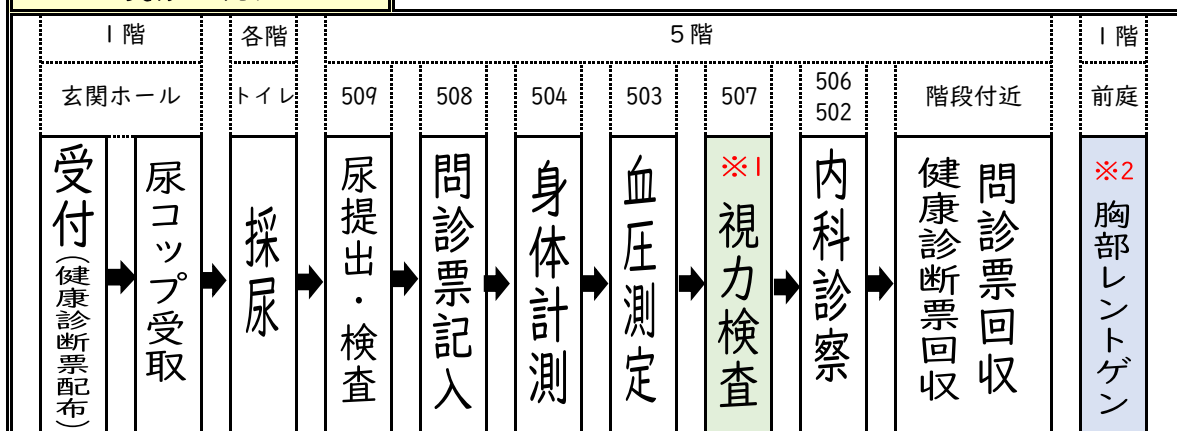 1階
各階
5階
1階
玄関ホール
トイレ
509
508
504
503
507
506
502
階段付近
前庭
受付(健康診断票配布)
尿コップ受取
採尿
尿提出・検査
問診票記入
身体計測
血圧測定
※1
視力検査
内科診察
問診票回収
健康診断票回収
※2
胸部レントゲン